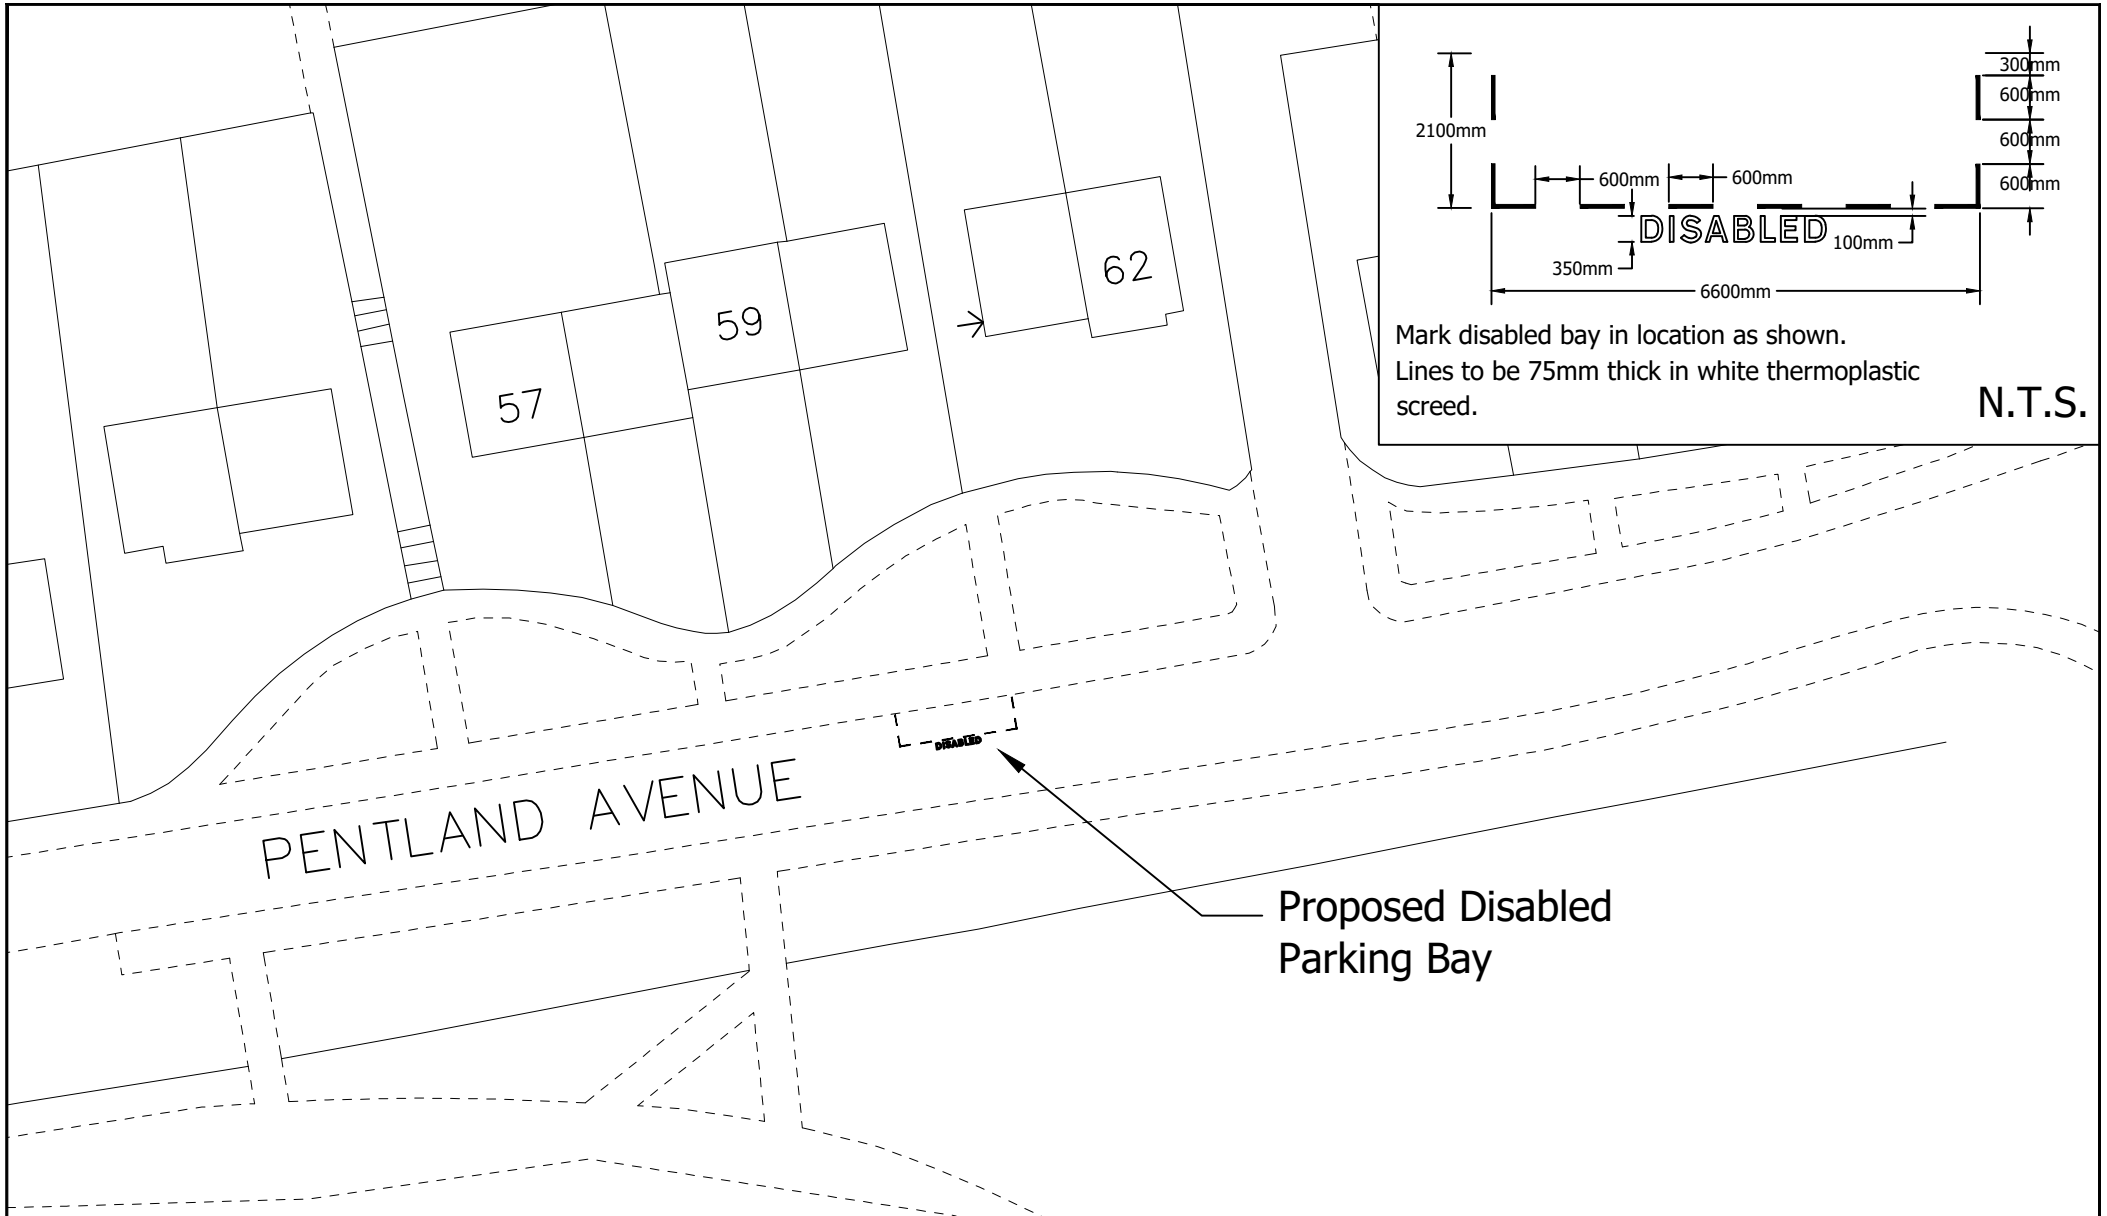 300mm
600mm
2100mm
600mm
600mm
600mm
600mm
DISABLED
100mm
350mm
6600mm
Mark disabled bay in location as shown.
Lines to be 75mm thick in white thermoplastic
screed.
N.T.S.
62
59
57
DISABLED
PENTLAND AVENUE
Proposed Disabled
Parking Bay